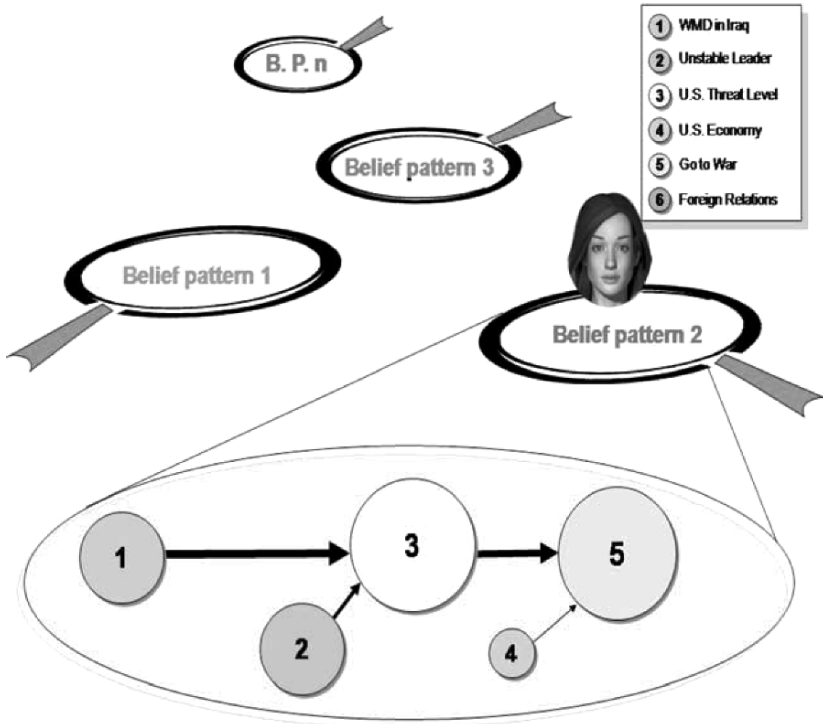 B. P. n
Belief pattern 3
Belief pattern 1
Belief pattern 2
1 WMD in Iraq
2 Unstable Leader
3 U.S. Threat Level
4 U.S. Economy
5 Go to War
6 Foreign Relations
1
2
3
4
5